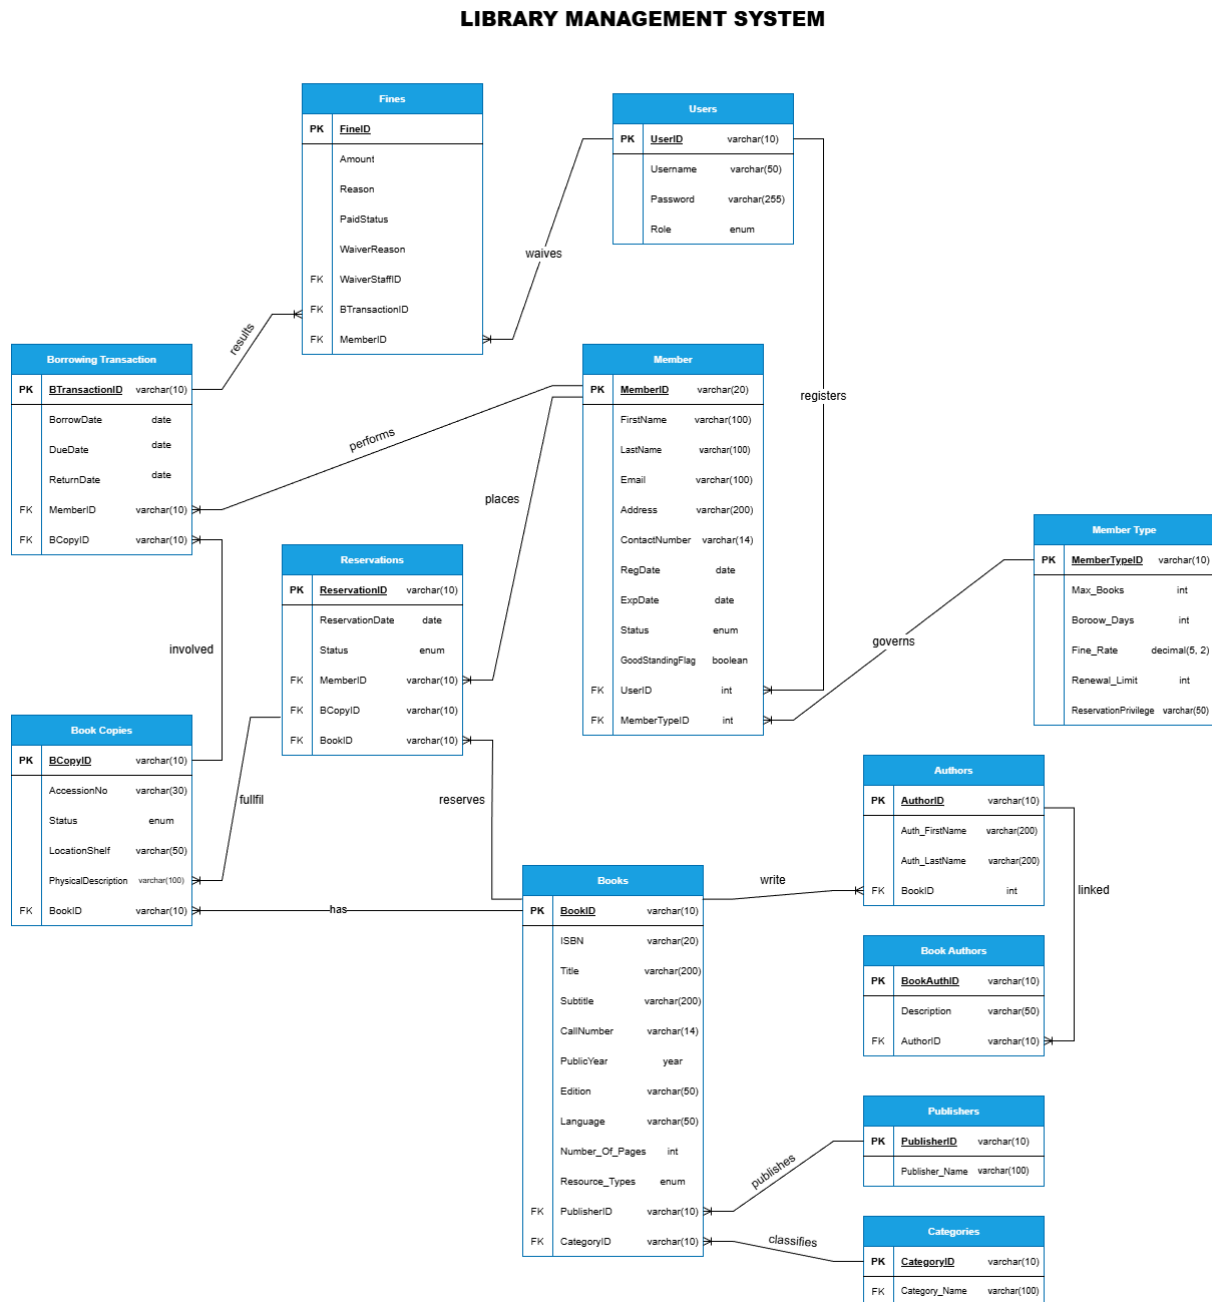 LIBRARY MANAGEMENT SYSTEM
Fines
PK FineID
Amount
Reason
PaidStatus
WaiverReason
FK WaiverStaffID
FK BTransactionID
FK MemberID
Users
PK UserID varchar(10)
Username varchar(50)
Password varchar(255)
Role enum
waives
results
registers
Borrowing Transaction
PK BTransactionID varchar(10)
BorrowDate date
DueDate date
ReturnDate date
FK MemberID varchar(10)
FK BCopyID varchar(10)
performs
places
Member
PK MemberID varchar(20)
FirstName varchar(100)
LastName varchar(100)
Email varchar(100)
Address varchar(200)
ContactNumber varchar(14)
RegDate date
ExpDate date
Status enum
GoodStandingFlag boolean
FK UserID int
FK MemberTypeID int
Member Type
PK MemberTypeID varchar(10)
Max_Books int
Boroow_Days int
Fine_Rate decimal(5, 2)
Renewal_Limit int
ReservationPrivilege varchar(50)
governs
Reservations
PK ReservationID varchar(10)
ReservationDate date
Status enum
FK MemberID varchar(10)
FK BCopyID varchar(10)
FK BookID varchar(10)
involved
Book Copies
PK BCopyID varchar(10)
AccessionNo varchar(30)
Status enum
LocationShelf varchar(50)
PhysicalDescription varchar(100)
FK BookID varchar(10)
fullfil
reserves
has
Books
PK BookID varchar(10)
ISBN varchar(20)
Title varchar(200)
Subtitle varchar(200)
CallNumber varchar(14)
PublicYear year
Edition varchar(50)
Language varchar(50)
Number_Of_Pages int
Resource_Types enum
FK PublisherID varchar(10)
FK CategoryID varchar(10)
write
Authors
PK AuthorID varchar(10)
Auth_FirstName varchar(200)
Auth_LastName varchar(200)
FK BookID int
linked
Book Authors
PK BookAuthID varchar(10)
Description varchar(50)
FK AuthorID varchar(10)
publishes
Publishers
PK PublisherID varchar(10)
Publisher_Name varchar(100)
classifies
Categories
PK CategoryID varchar(10)
FK Category_Name varchar(100)